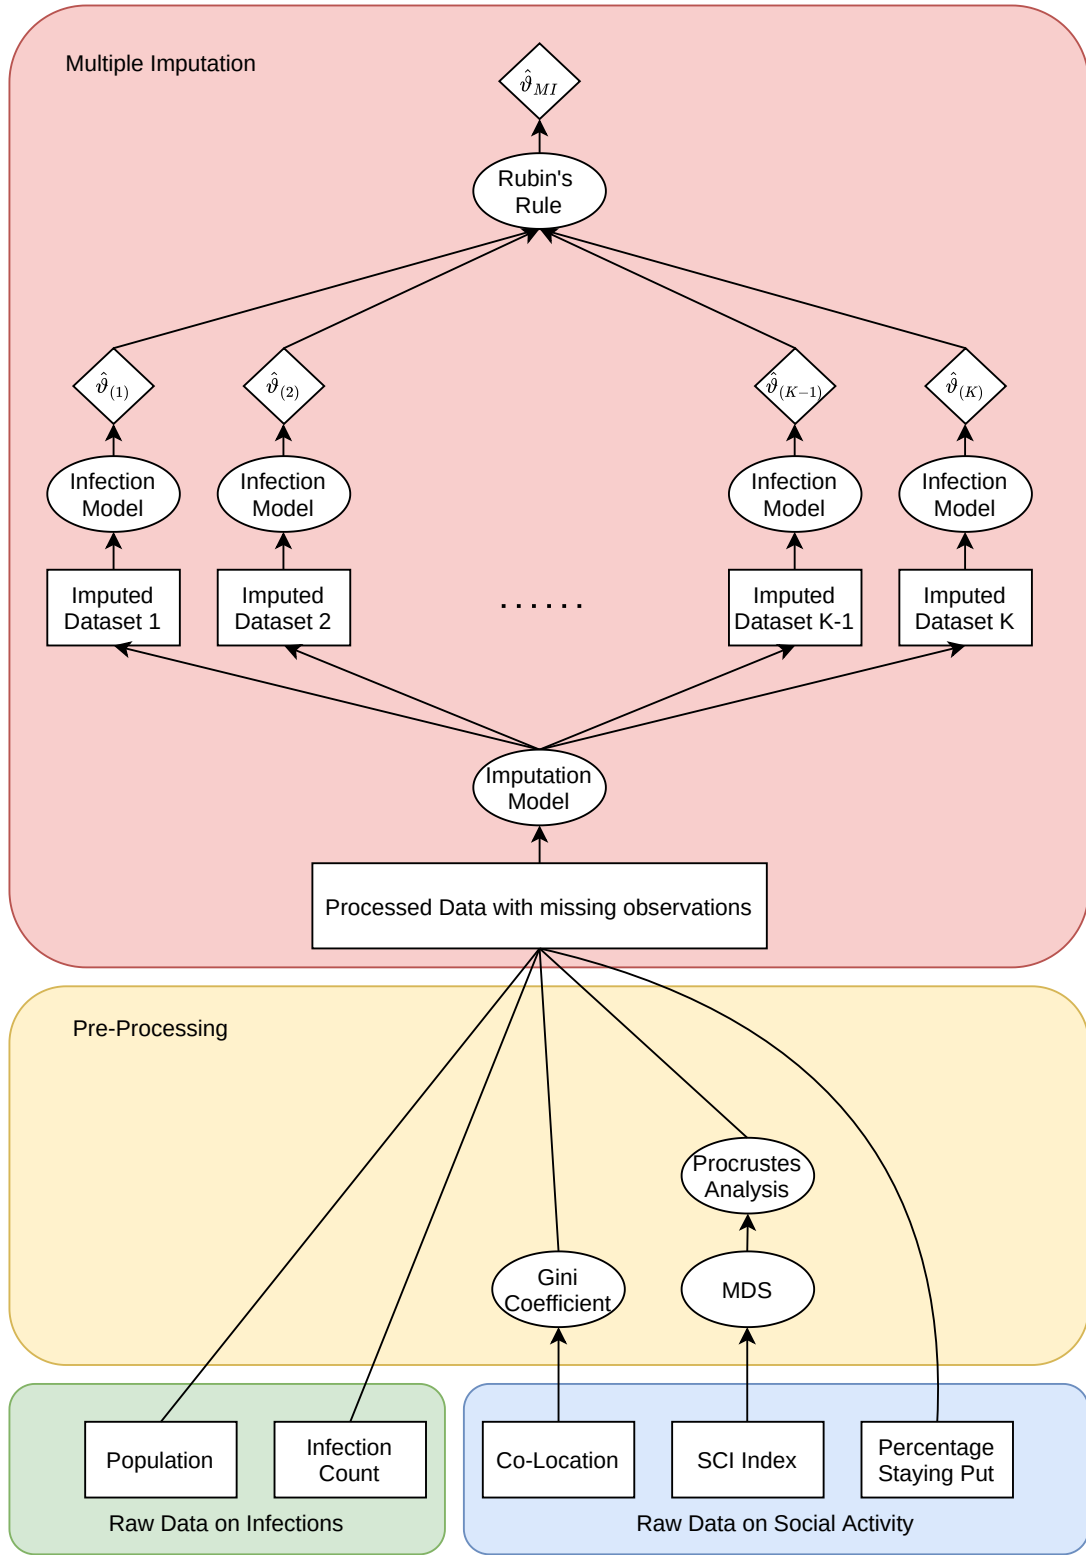 Multiple Imputation
ϑ̂_MI
Rubin's
Rule
ϑ̂_(1)
ϑ̂_(2)
ϑ̂_(K−1)
ϑ̂_(K)
Infection
Model
Infection
Model
Infection
Model
Infection
Model
Imputed
Dataset 1
Imputed
Dataset 2
......
Imputed
Dataset K-1
Imputed
Dataset K
Imputation
Model
Processed Data with missing observations
Pre-Processing
Procrustes
Analysis
Gini
Coefficient
MDS
Population
Infection
Count
Co-Location
SCI Index
Percentage
Staying Put
Raw Data on Infections
Raw Data on Social Activity